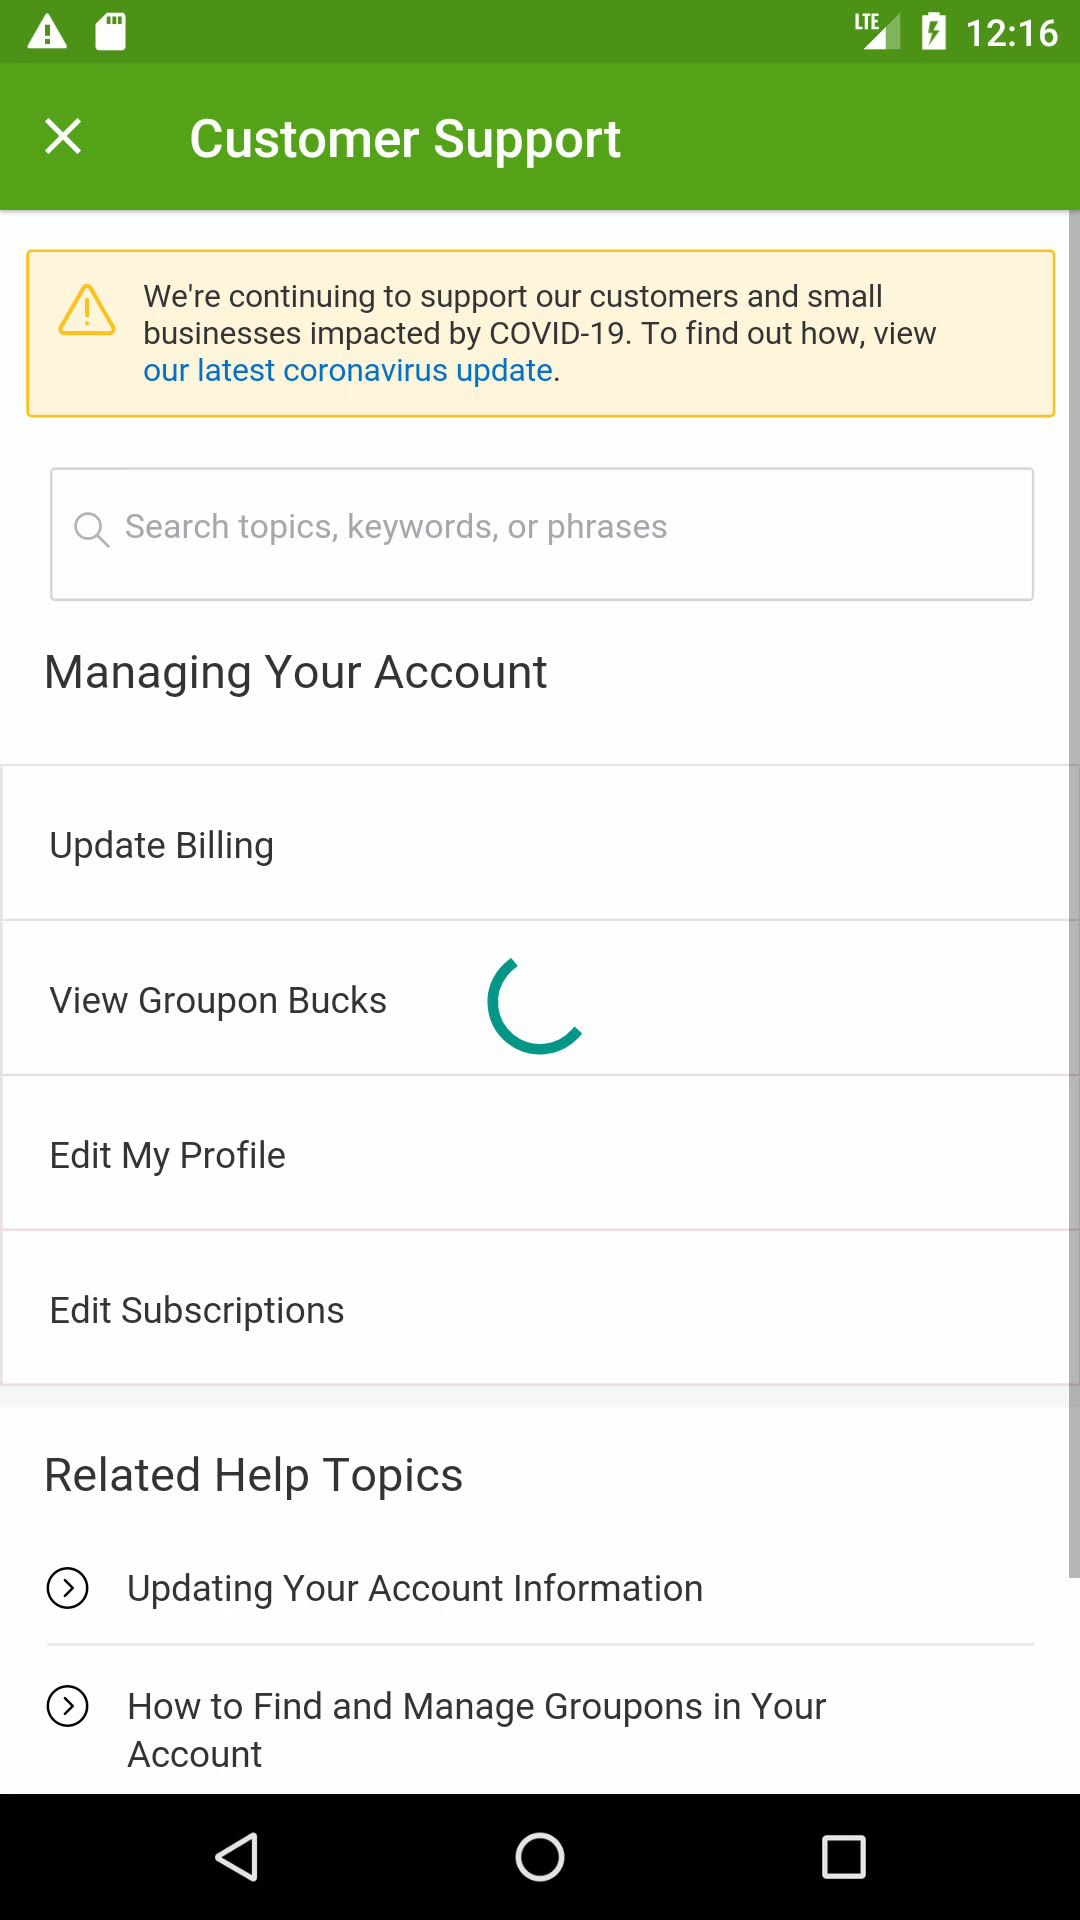 LTE 12:16
Customer Support
We're continuing to support our customers and small
businesses impacted by COVID-19. To find out how, view
our latest coronavirus update.
Search topics, keywords, or phrases
Managing Your Account
Update Billing
View Groupon Bucks
Edit My Profile
Edit Subscriptions
Related Help Topics
Updating Your Account Information
How to Find and Manage Groupons in Your
Account